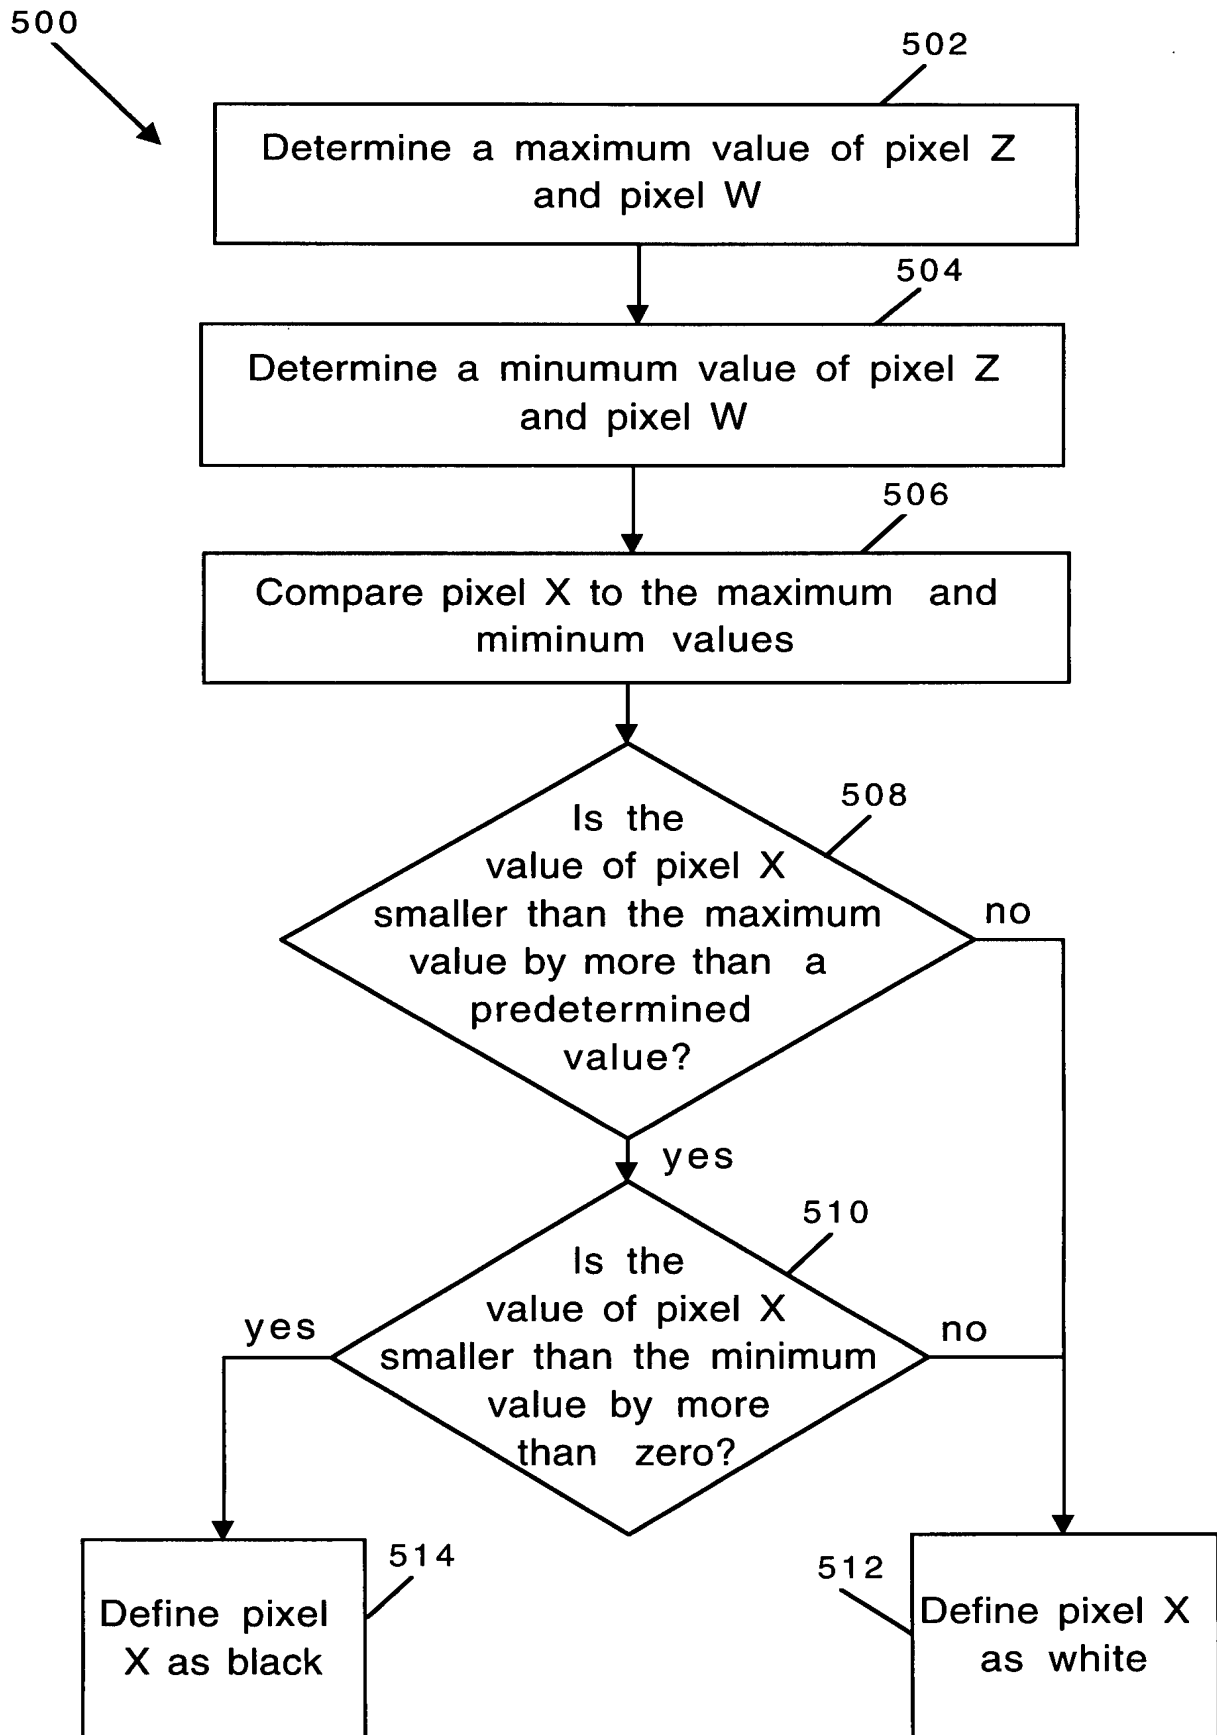 500
502
Determine a maximum value of pixel Z
and pixel W
504
Determine a minumum value of pixel Z
and pixel W
506
Compare pixel X to the maximum and
miminum values
508
Is the
value of pixel X
smaller than the maximum
value by more than a
predetermined
value?
no
yes
510
Is the
value of pixel X
smaller than the minimum
value by more
than zero?
yes
no
514
Define pixel
X as black
512
Define pixel X
as white